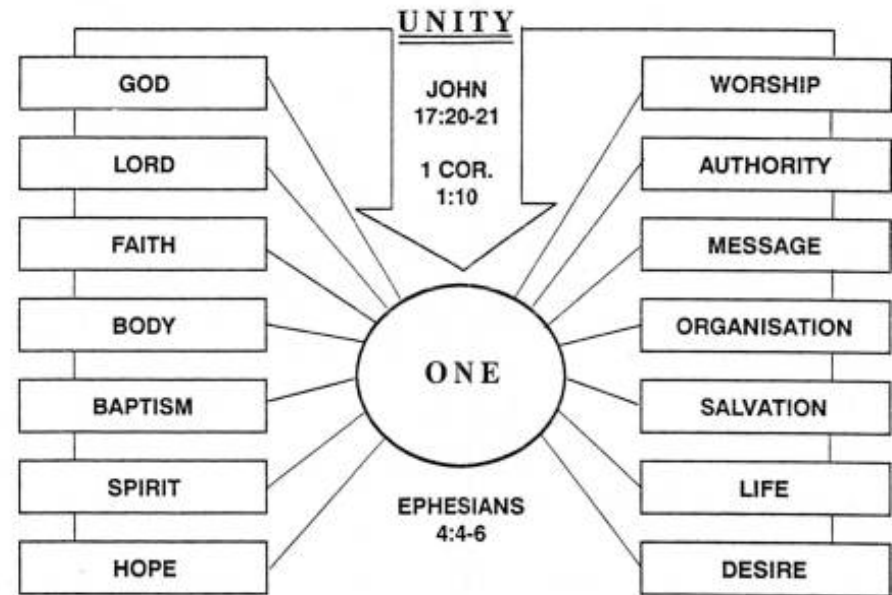 UNITY
JOHN
17:20-21
1 COR.
1:10
GOD
LORD
FAITH
BODY
BAPTISM
SPIRIT
HOPE
ONE
EPHESIANS
4:4-6
WORSHIP
AUTHORITY
MESSAGE
ORGANISATION
SALVATION
LIFE
DESIRE